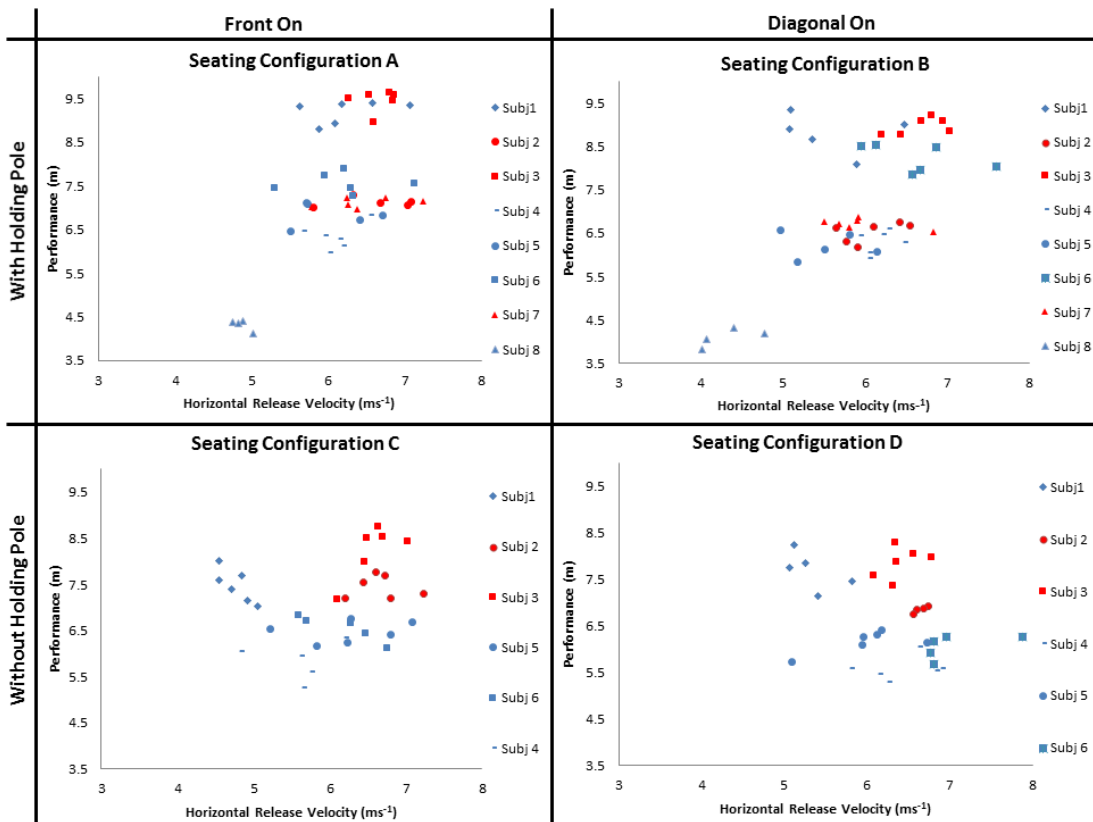 Front On
Diagonal On
With Holding Pole
Seating Configuration A
Performance (m)
9.5
8.5
7.5
6.5
5.5
4.5
3.5
3 4 5 6 7 8
Horizontal Release Velocity (ms-1)
Subj1
Subj 2
Subj 3
Subj 4
Subj 5
Subj 6
Subj 7
Subj 8
Seating Configuration B
Performance (m)
9.5
8.5
7.5
6.5
5.5
4.5
3.5
3 4 5 6 7 8
Horizontal Release Velocity (ms-1)
Subj1
Subj 2
Subj 3
Subj 4
Subj 5
Subj 6
Subj 7
Subj 8
Without Holding Pole
Seating Configuration C
Performance (m)
9.5
8.5
7.5
6.5
5.5
4.5
3.5
3 4 5 6 7 8
Horizontal Release Velocity (ms-1)
Subj1
Subj 2
Subj 3
Subj 5
Subj 6
Subj 4
Seating Configuration D
Performance (m)
9.5
8.5
7.5
6.5
5.5
4.5
3.5
3 4 5 6 7 8
Horizontal Release Velocity (ms-1)
Subj1
Subj 2
Subj 3
Subj 4
Subj 5
Subj 6